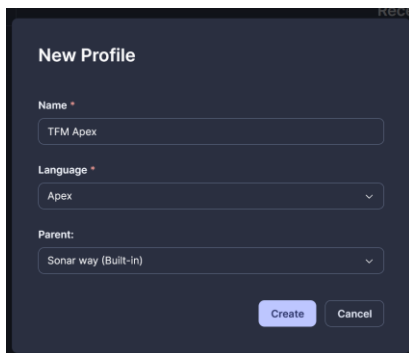 New Profile
Name *
TFM Apex
Language *
Apex
Parent:
Sonar way (Built-in)
Create Cancel